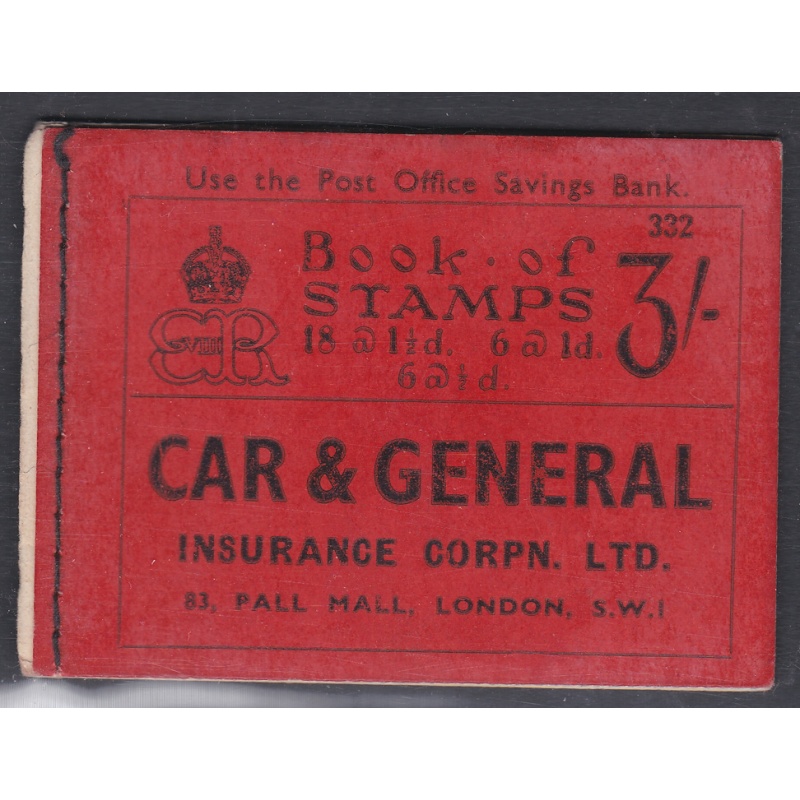 Use the Post Office Savings Bank.
332
Book · of
STAMPS
3/-
18 @ 1½d. 6 @ 1d.
6 @ ½d.
EVIIIR
CAR & GENERAL
INSURANCE CORPN. LTD.
83, PALL MALL, LONDON, S.W.1